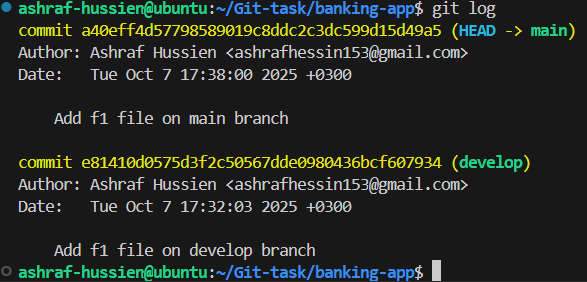 ashraf-hussien@ubuntu:~/Git-task/banking-app$ git log
commit a40eff4d57798589019c8ddc2c3dc599d15d49a5 (HEAD -> main)
Author: Ashraf Hussien <ashrafhessin153@gmail.com>
Date:   Tue Oct 7 17:38:00 2025 +0300

    Add f1 file on main branch

commit e81410d0575d3f2c50567dde0980436bcf607934 (develop)
Author: Ashraf Hussien <ashrafhessin153@gmail.com>
Date:   Tue Oct 7 17:32:03 2025 +0300

    Add f1 file on develop branch
ashraf-hussien@ubuntu:~/Git-task/banking-app$